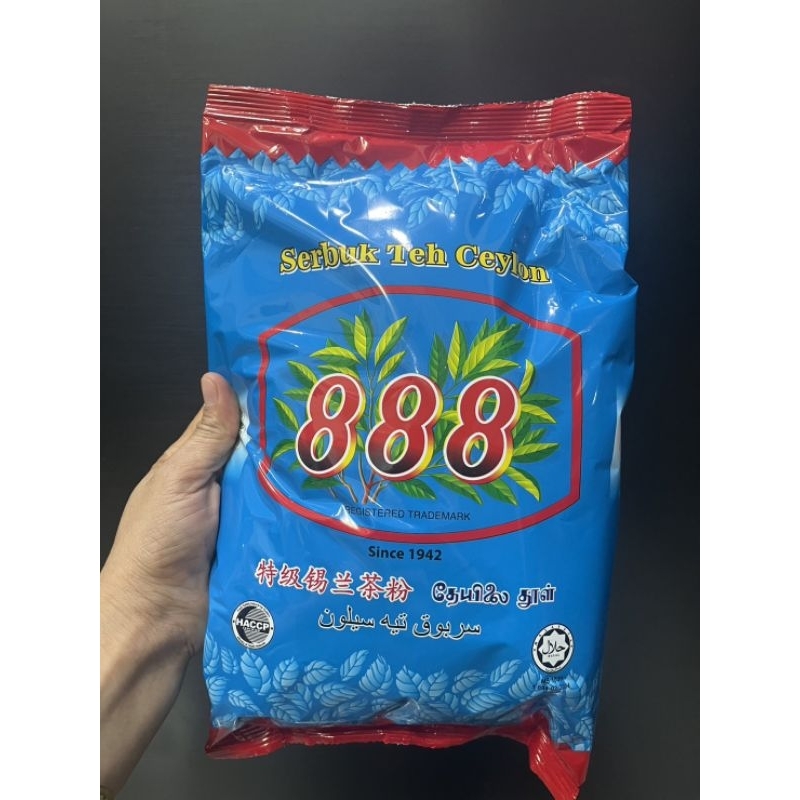 Serbuk Teh Ceylon
888
REGISTERED TRADEMARK
Since 1942
特级锡兰茶粉 தேயிலை தூள்
سربوق تيه سيلون
HACCP
حلال